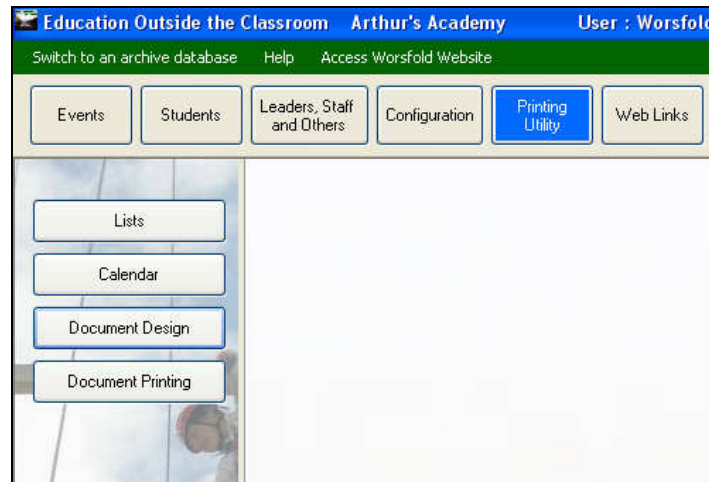 Education Outside the Classroom Arthur's Academy User : Worsfold
Switch to an archive database Help Access Worsfold Website
Events
Students
Leaders, Staff
and Others
Configuration
Printing
Utility
Web Links
Lists
Calendar
Document Design
Document Printing